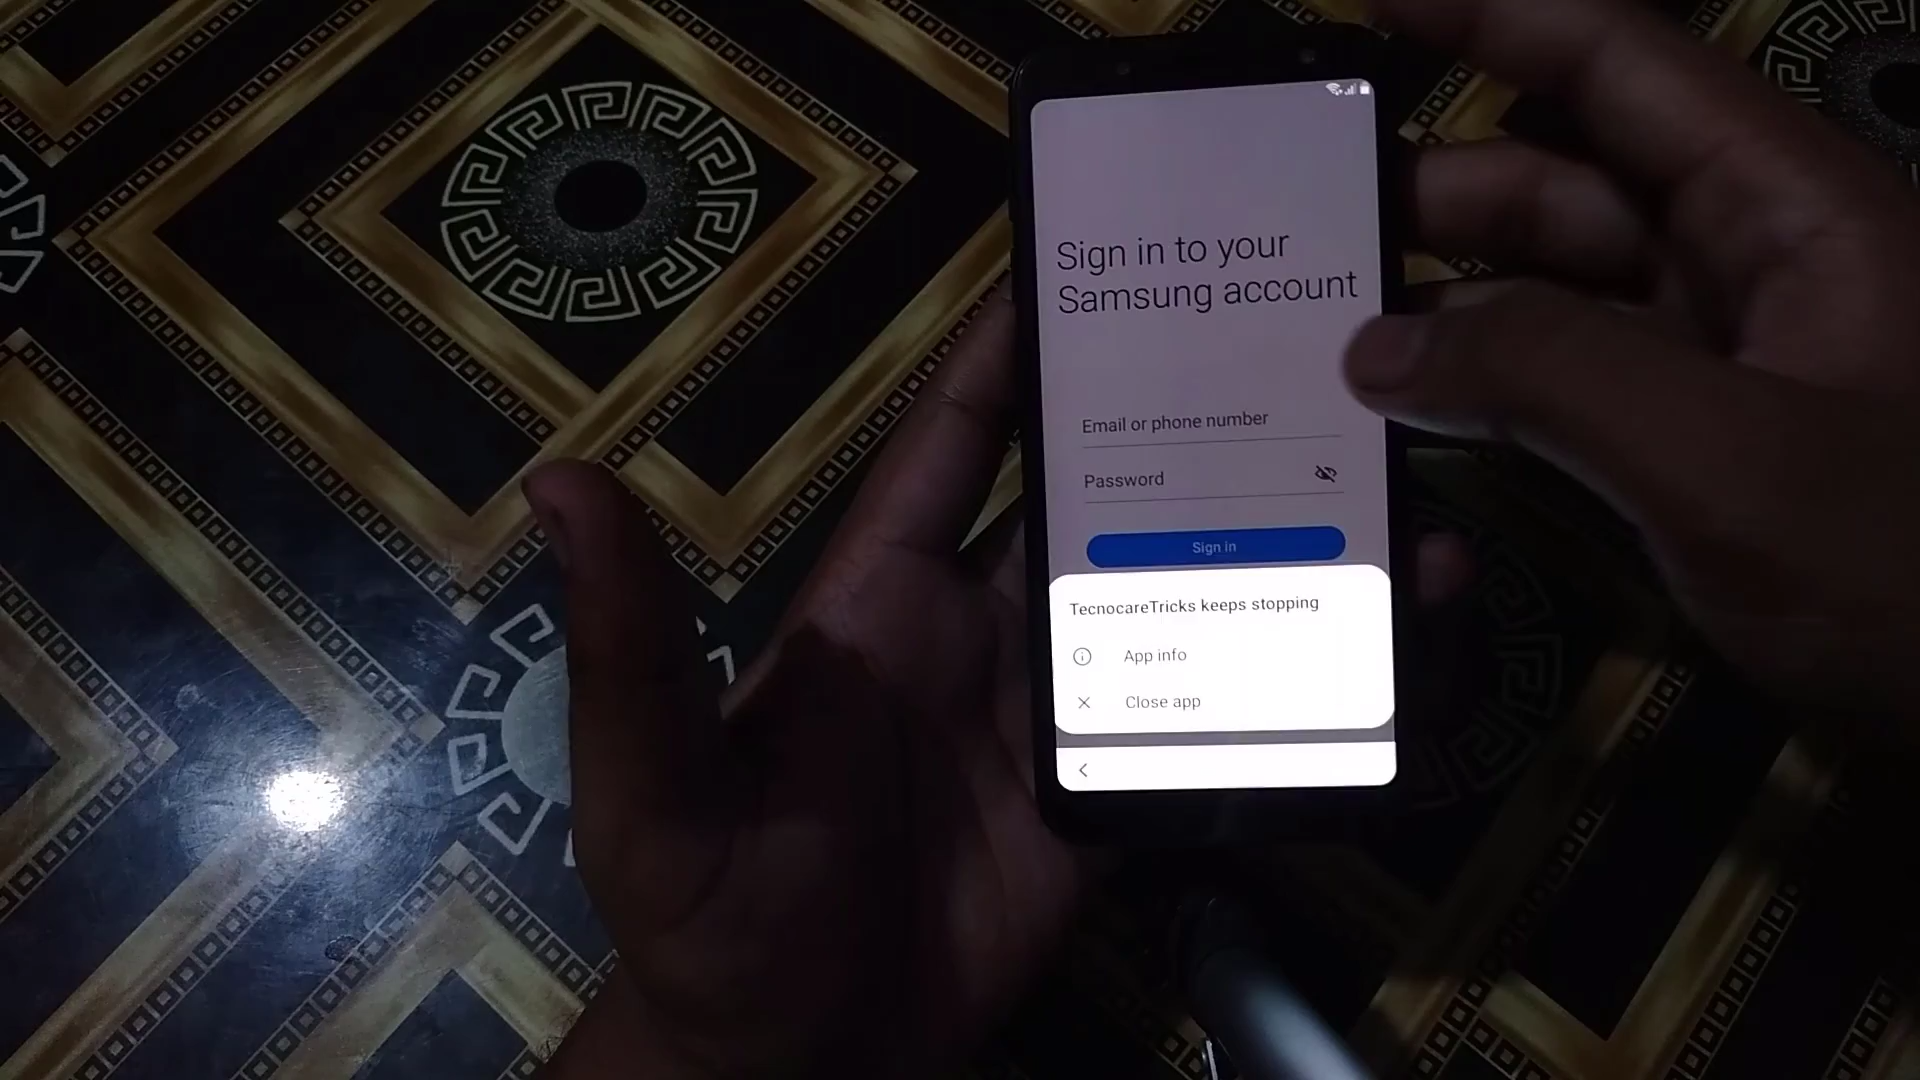 Sign in to your
Samsung account
Email or phone number
Password
Sign in
TecnocareTricks keeps stopping
App info
Close app